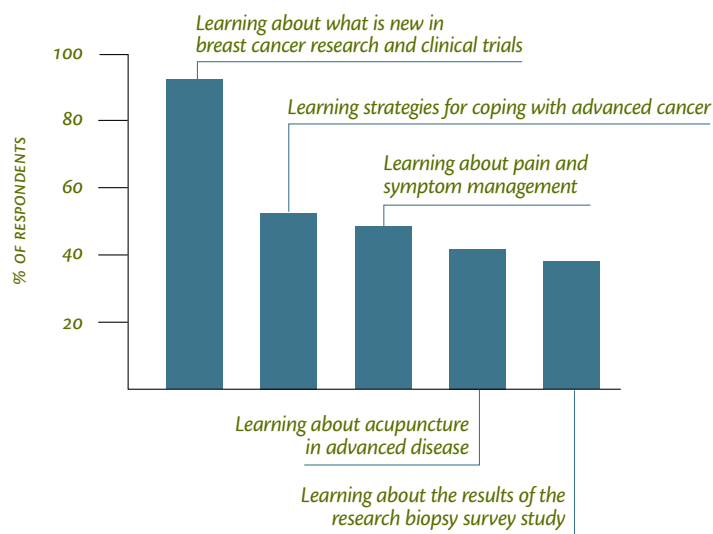 Learning about what is new in
breast cancer research and clinical trials
100
Learning strategies for coping with advanced cancer
80
Learning about pain and
symptom management
60
% OF RESPONDENTS
40
20
Learning about acupuncture
in advanced disease
Learning about the results of the
research biopsy survey study